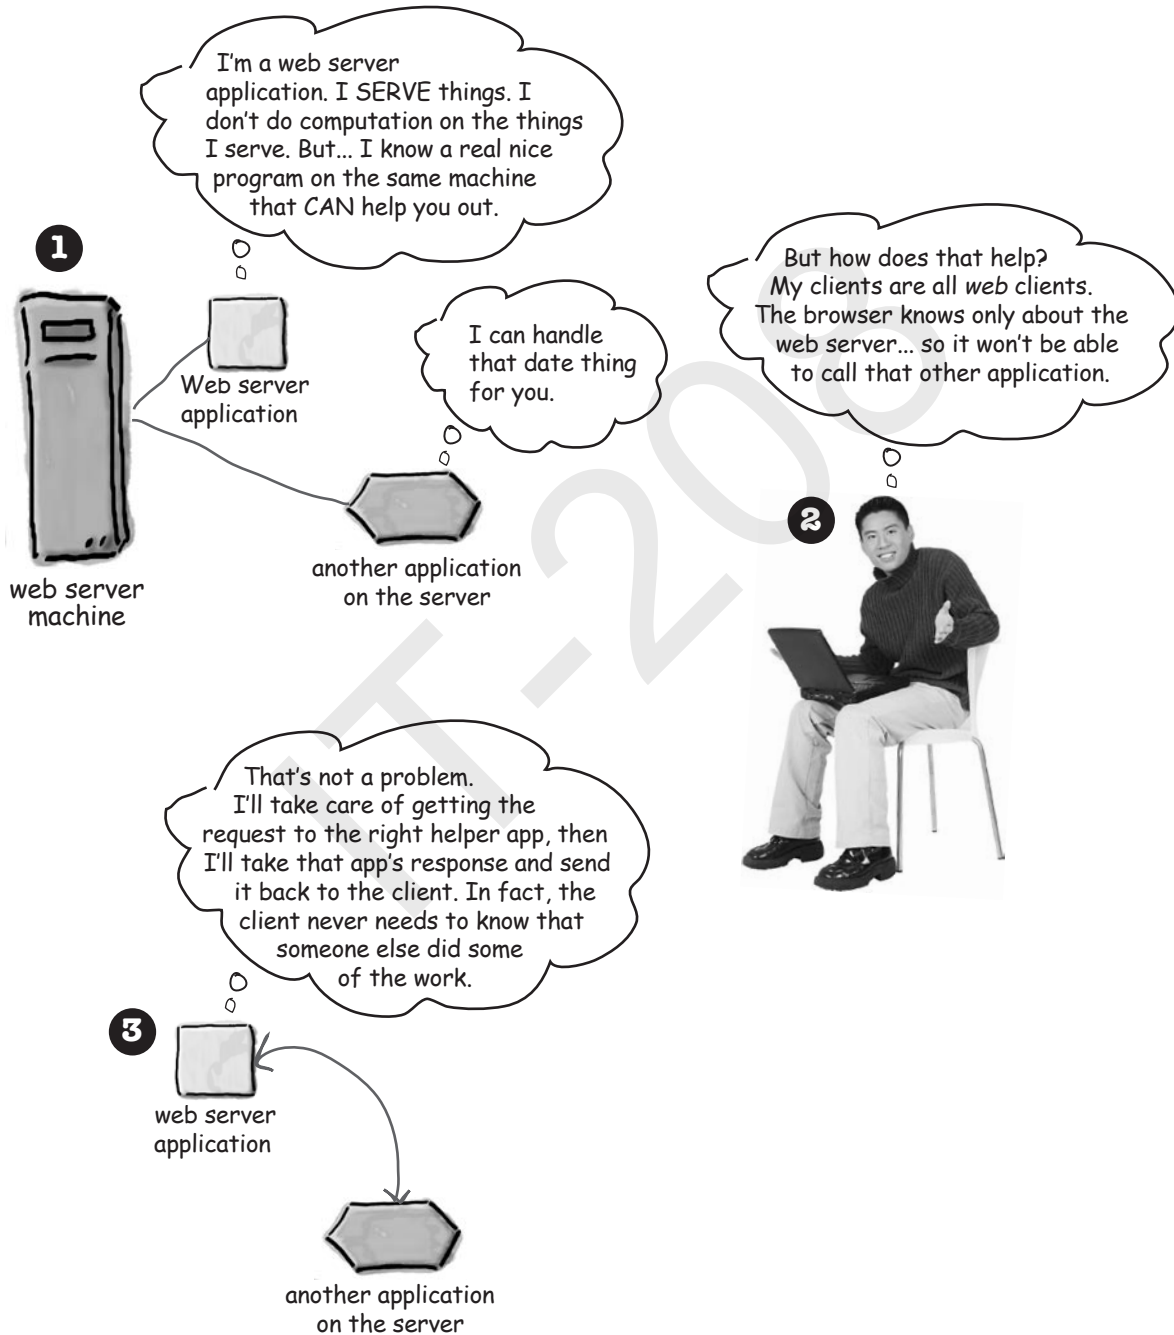 I'm a web server
application. I SERVE things. I
don't do computation on the things
I serve. But... I know a real nice
program on the same machine
that CAN help you out.
1
Web server
application
I can handle
that date thing
for you.
web server
machine
another application
on the server
But how does that help?
My clients are all web clients.
The browser knows only about the
web server... so it won't be able
to call that other application.
2
IT-208
That's not a problem.
I'll take care of getting the
request to the right helper app, then
I'll take that app's response and send
it back to the client. In fact, the
client never needs to know that
someone else did some
of the work.
3
web server
application
another application
on the server